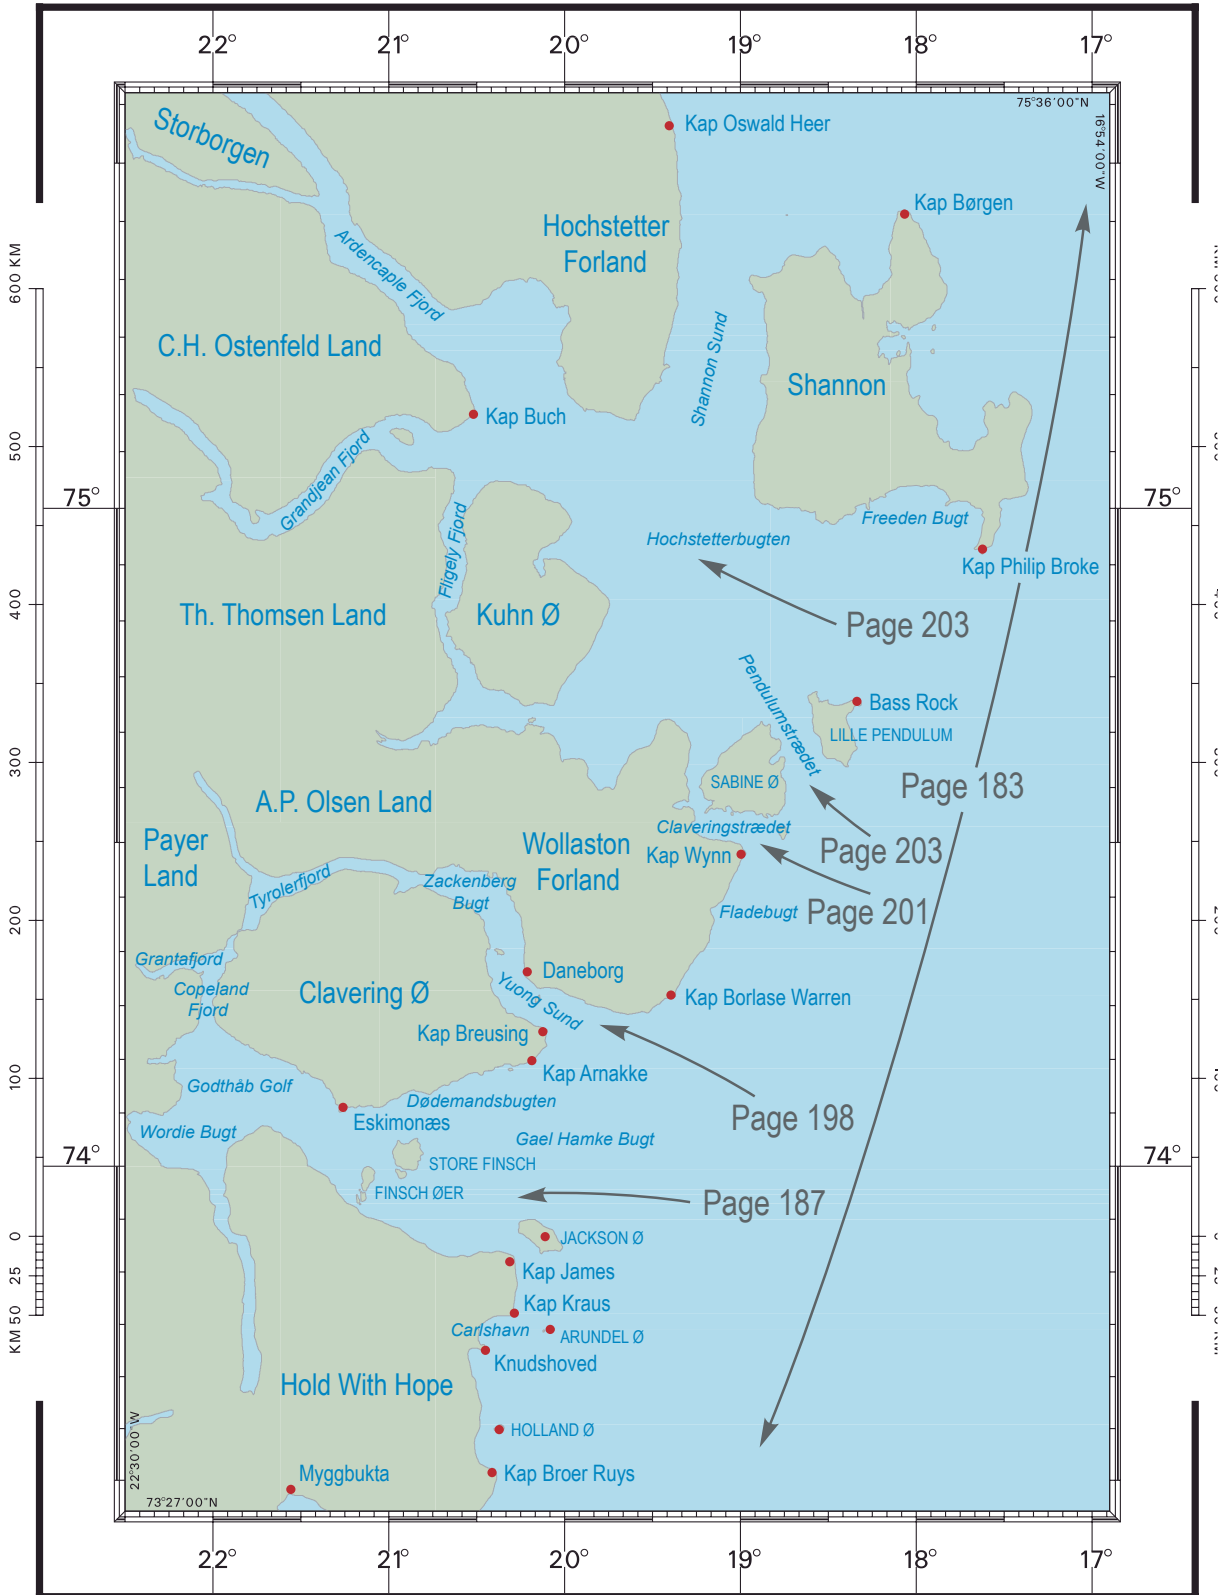 22° 21° 20° 19° 18° 17°
75°36'00"N
16°54'00"W
Storborgen
Kap Oswald Heer
Kap Børgen
Hochstetter
Forland
Ardencaple Fjord
600 KM
C.H. Ostenfeld Land
Shannon Sund
Shannon
Kap Buch
Grandjean Fjord
500
75° 75°
Freeden Bugt
Hochstetterbugten
Fligely Fjord
Kap Philip Broke
400
Th. Thomsen Land
Kuhn Ø
Page 203
Pendulumstrædet
Bass Rock
LILLE PENDULUM
300
SABINE Ø
Page 183
A.P. Olsen Land
Claveringstrædet
Payer
Land
Wollaston
Forland
Kap Wynn
Page 203
Tyrolerfjord
Zackenberg
Bugt
Fladebugt
Page 201
200
Grantafjord
Daneborg
Copeland
Fjord
Clavering Ø
Yuong Sund
Kap Borlase Warren
Kap Breusing
Kap Arnakke
100
Godthåb Golf
Dødemandsbugten
Eskimonæs
Page 198
Wordie Bugt
Gael Hamke Bugt
74° 74°
STORE FINSCH
FINSCH ØER
Page 187
0
JACKSON Ø
25
Kap James
KM 50
Kap Kraus
Carlshavn
ARUNDEL Ø
Knudshoved
Hold With Hope
HOLLAND Ø
22°30'00"W
Myggbukta
Kap Broer Ruys
73°27'00"N
22° 21° 20° 19° 18° 17°